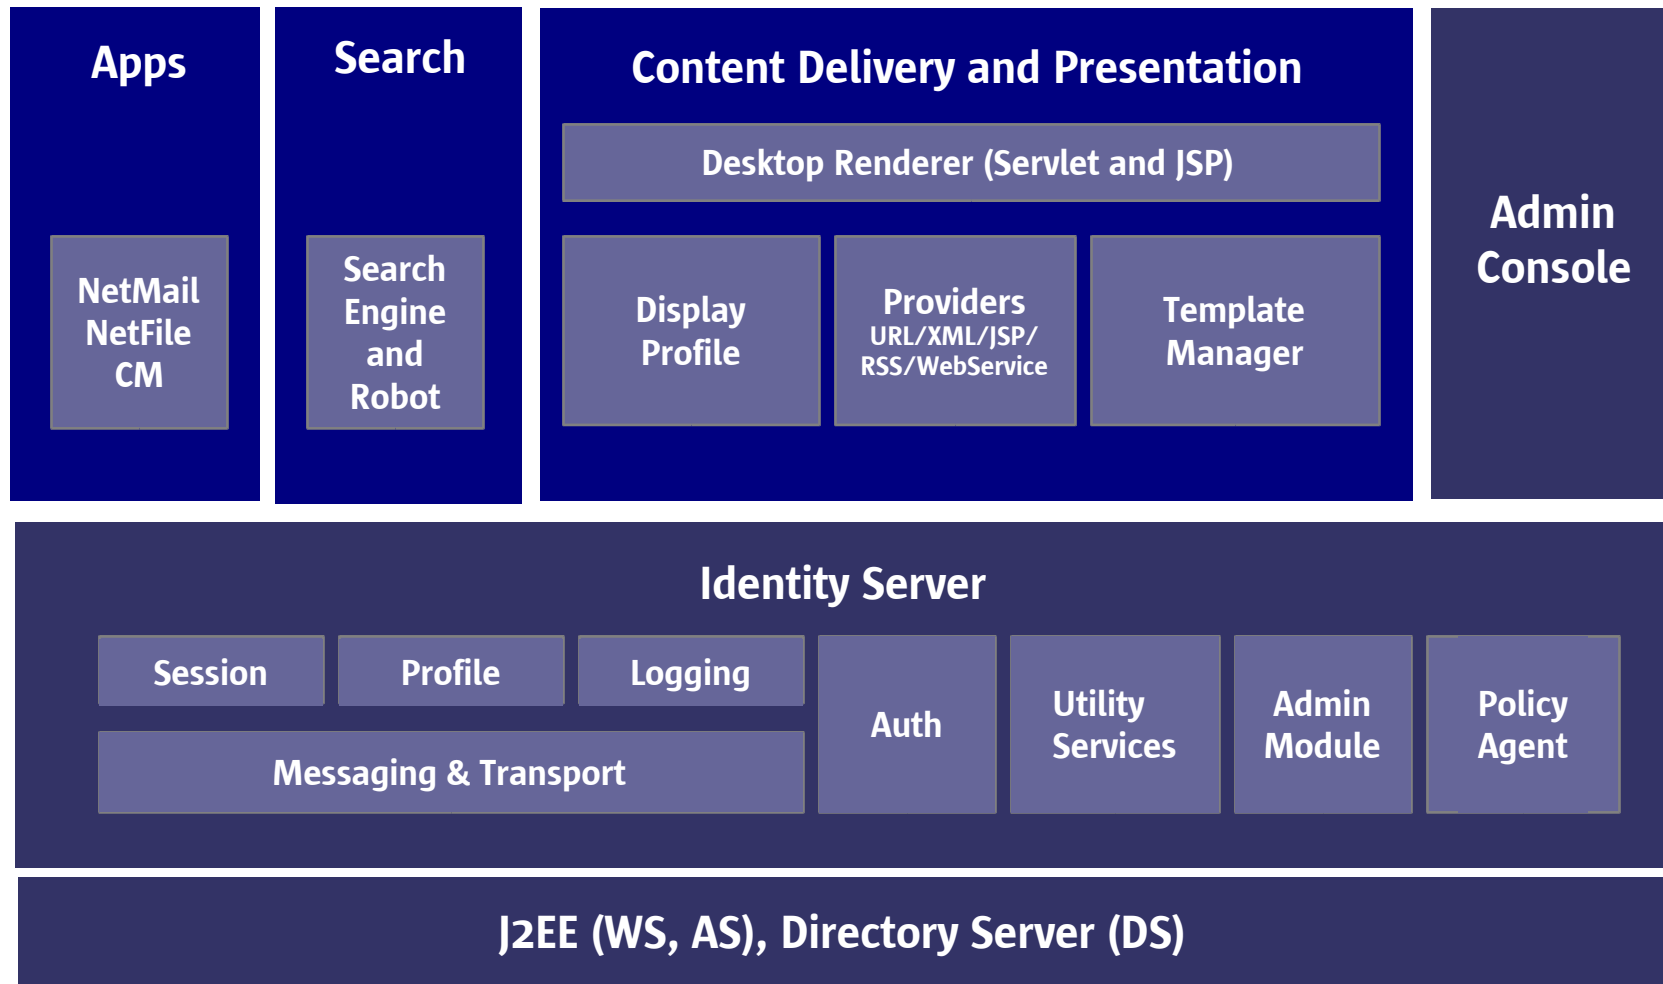 Apps
NetMail
NetFile
CM
Search
Search
Engine
and
Robot
Content Delivery and Presentation
Desktop Renderer (Servlet and JSP)
Display
Profile
Providers
URL/XML/JSP/
RSS/WebService
Template
Manager
Admin
Console
Identity Server
Session
Profile
Logging
Messaging & Transport
Auth
Utility
Services
Admin
Module
Policy
Agent
J2EE (WS, AS), Directory Server (DS)